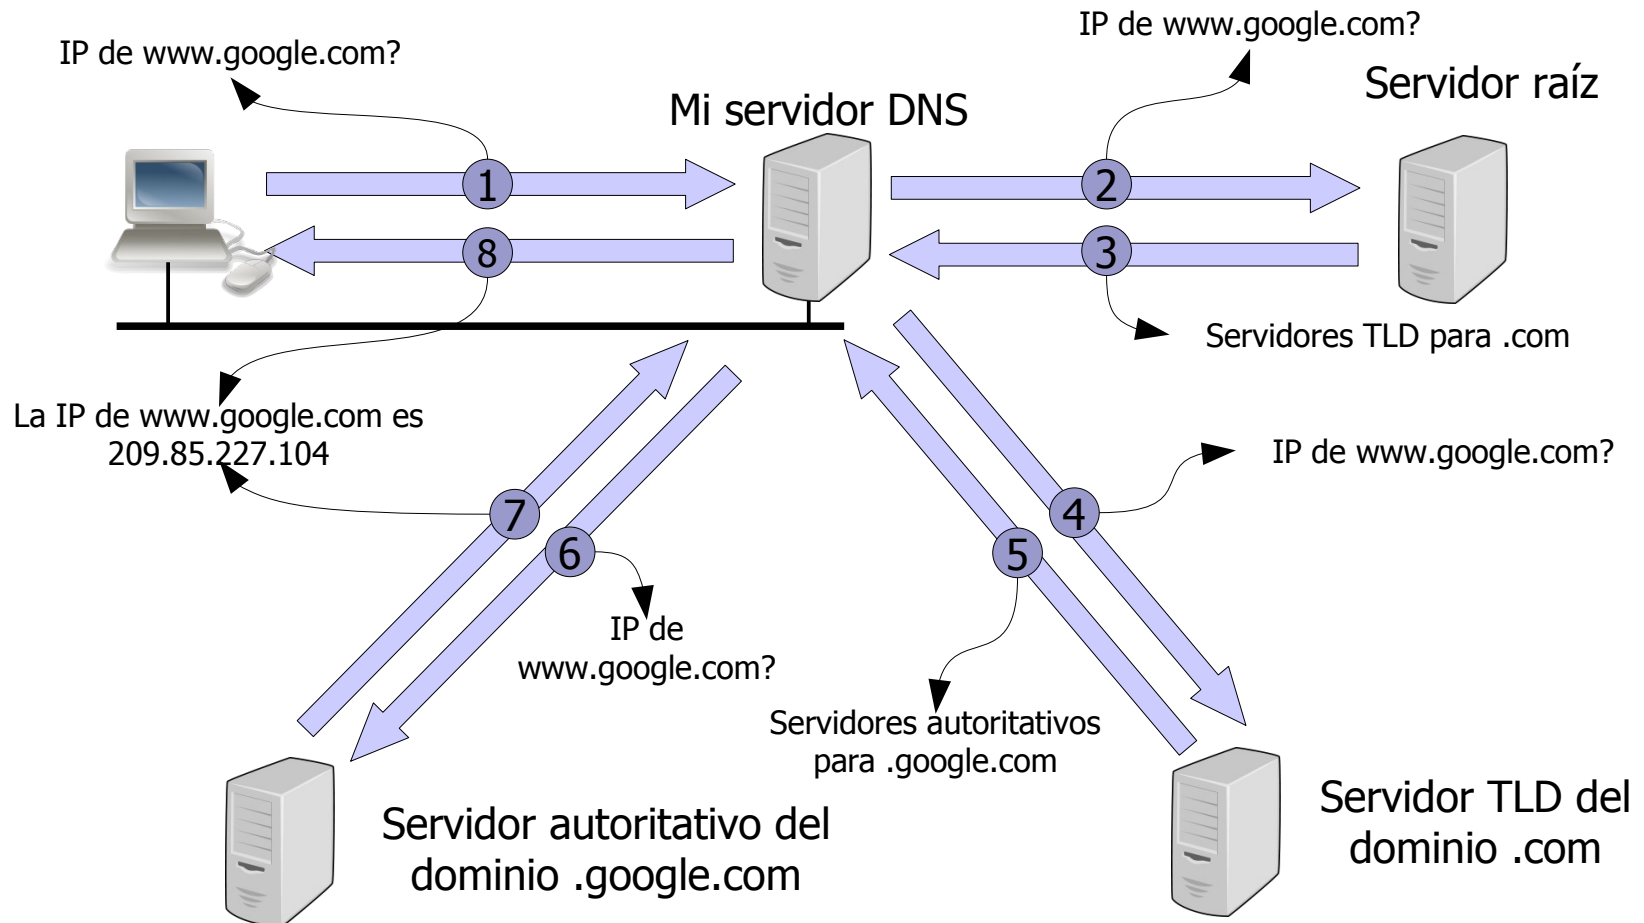 IP de www.google.com?
IP de www.google.com?
Servidor raíz
Mi servidor DNS
1
2
8
3
Servidores TLD para .com
La IP de www.google.com es
209.85.227.104
IP de www.google.com?
7
4
6
5
IP de
www.google.com?
Servidores autoritativos
para .google.com
Servidor TLD del
dominio .com
Servidor autoritativo del
dominio .google.com